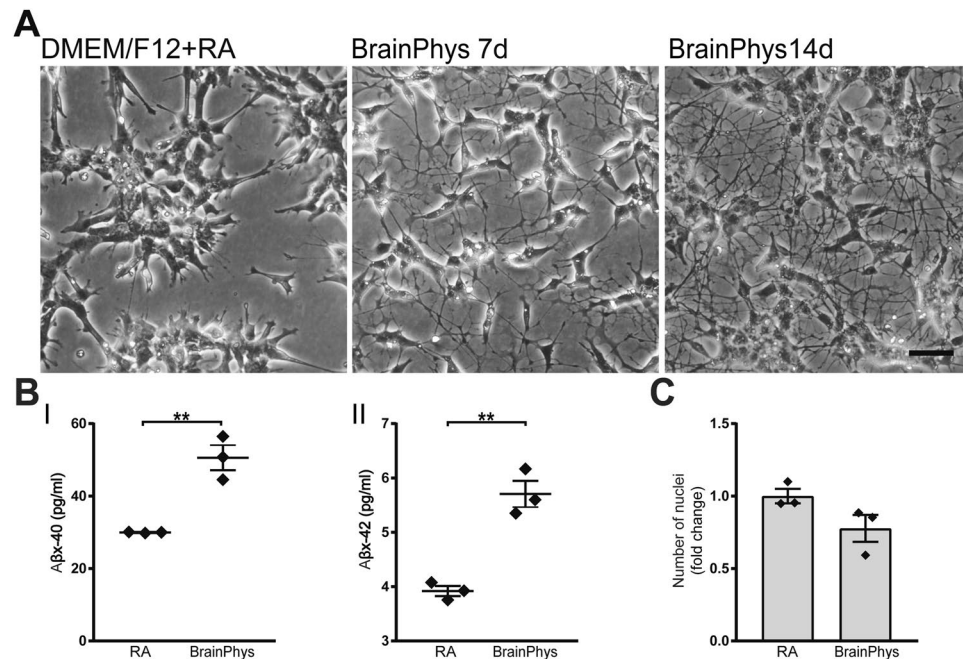 A
DMEM/F12+RA
BrainPhys 7d
BrainPhys14d
B
I
**
60
40
20
0
Aβx-40 (pg/ml)
RA
BrainPhys
II
**
7
6
5
4
3
Aβx-42 (pg/ml)
RA
BrainPhys
C
1.5
1.0
0.5
0.0
Number of nuclei
(fold change)
RA
BrainPhys